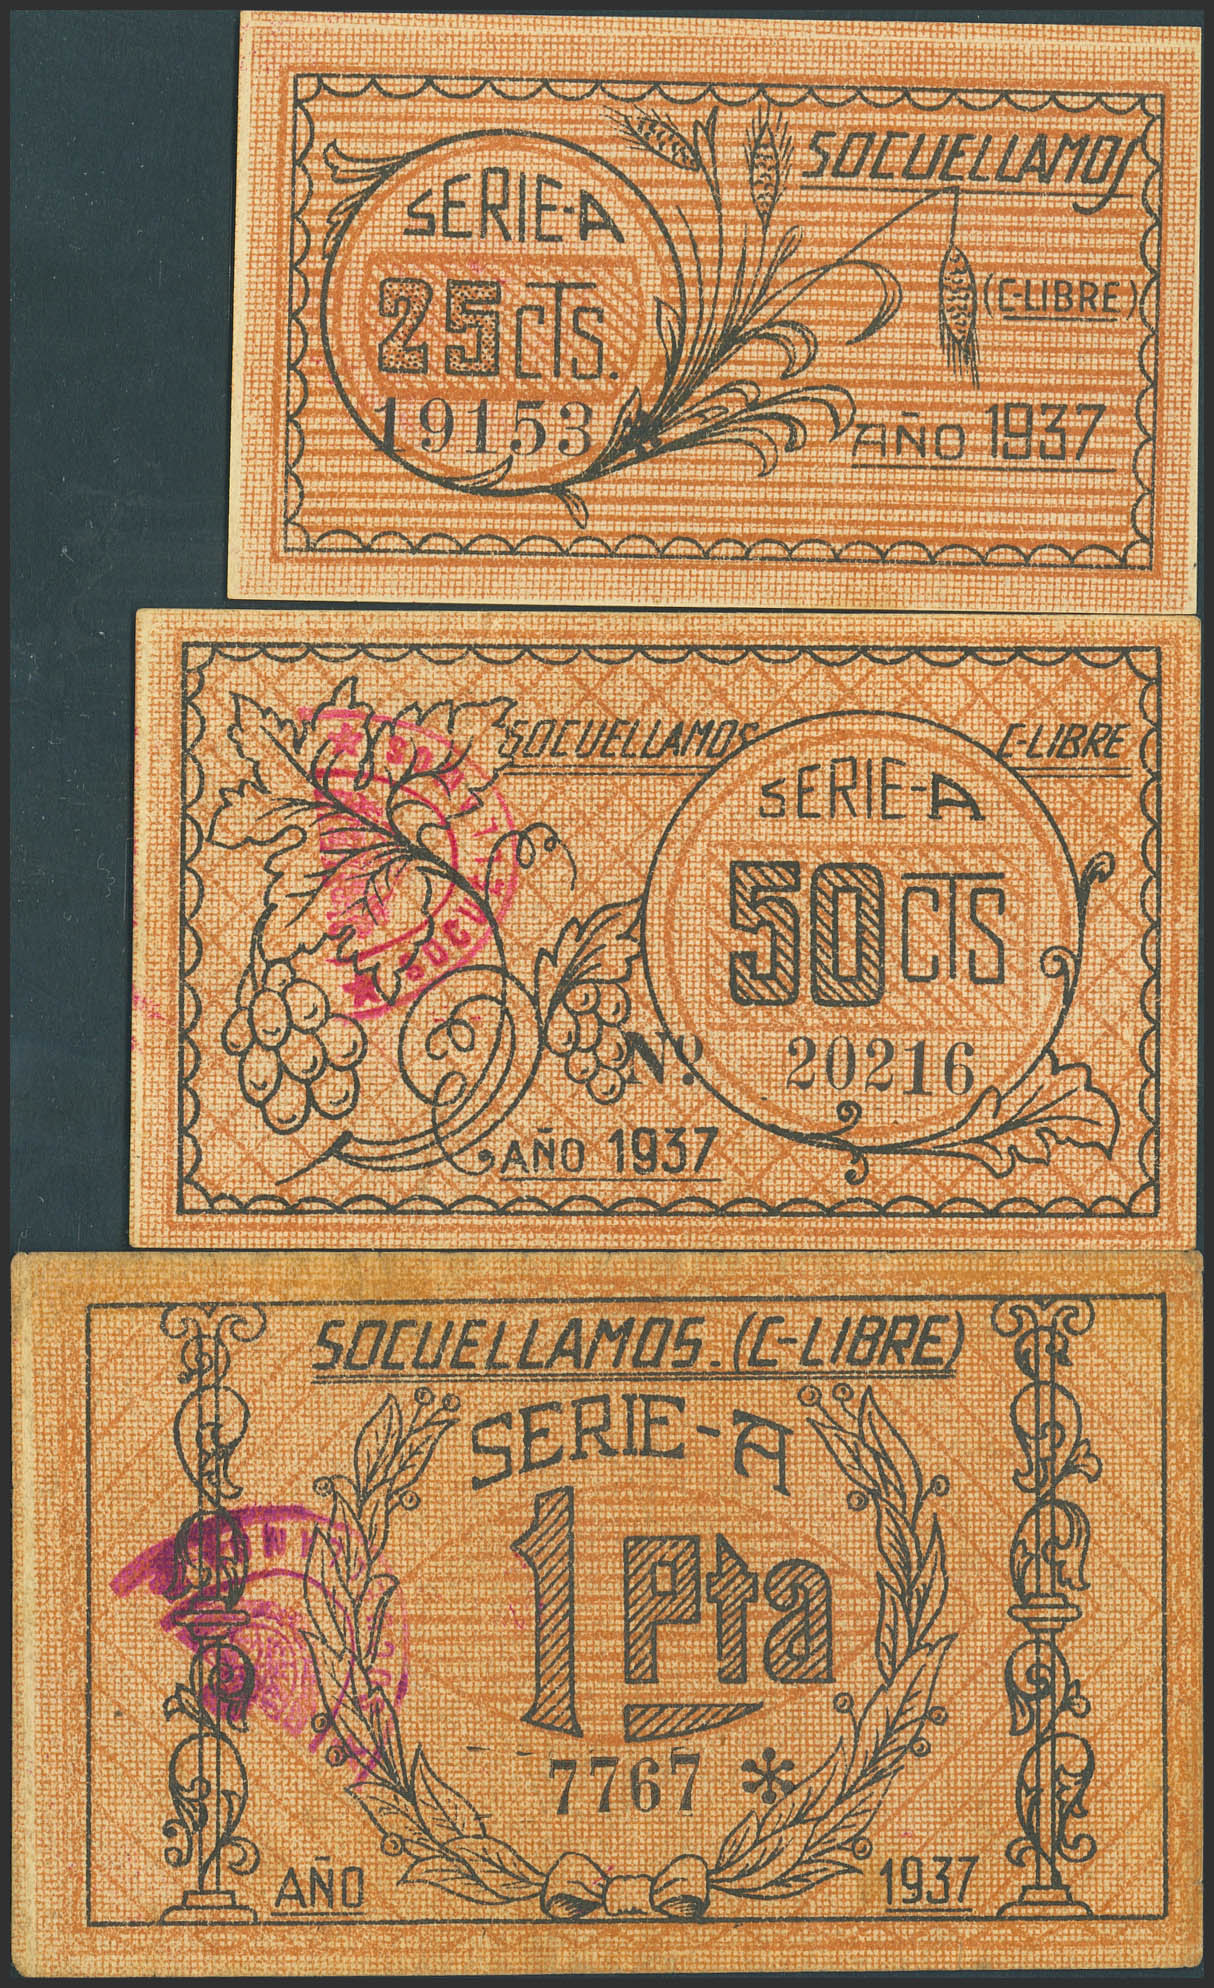 SOCUELLAMOS
SERIE-A
25 CTS.
(C-LIBRE)
19153
AÑO 1937
SOCUELLAMOS C-LIBRE
SERIE-A
50 CTS
Nº. 20216
AÑO 1937
SOCUELLAMOS. (C-LIBRE)
SERIE-A
1 Pta
7767 *
AÑO 1937